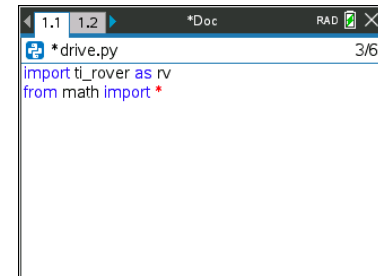 1.1 1.2 *Doc RAD
*drive.py 3/6
import ti_rover as rv
from math import *